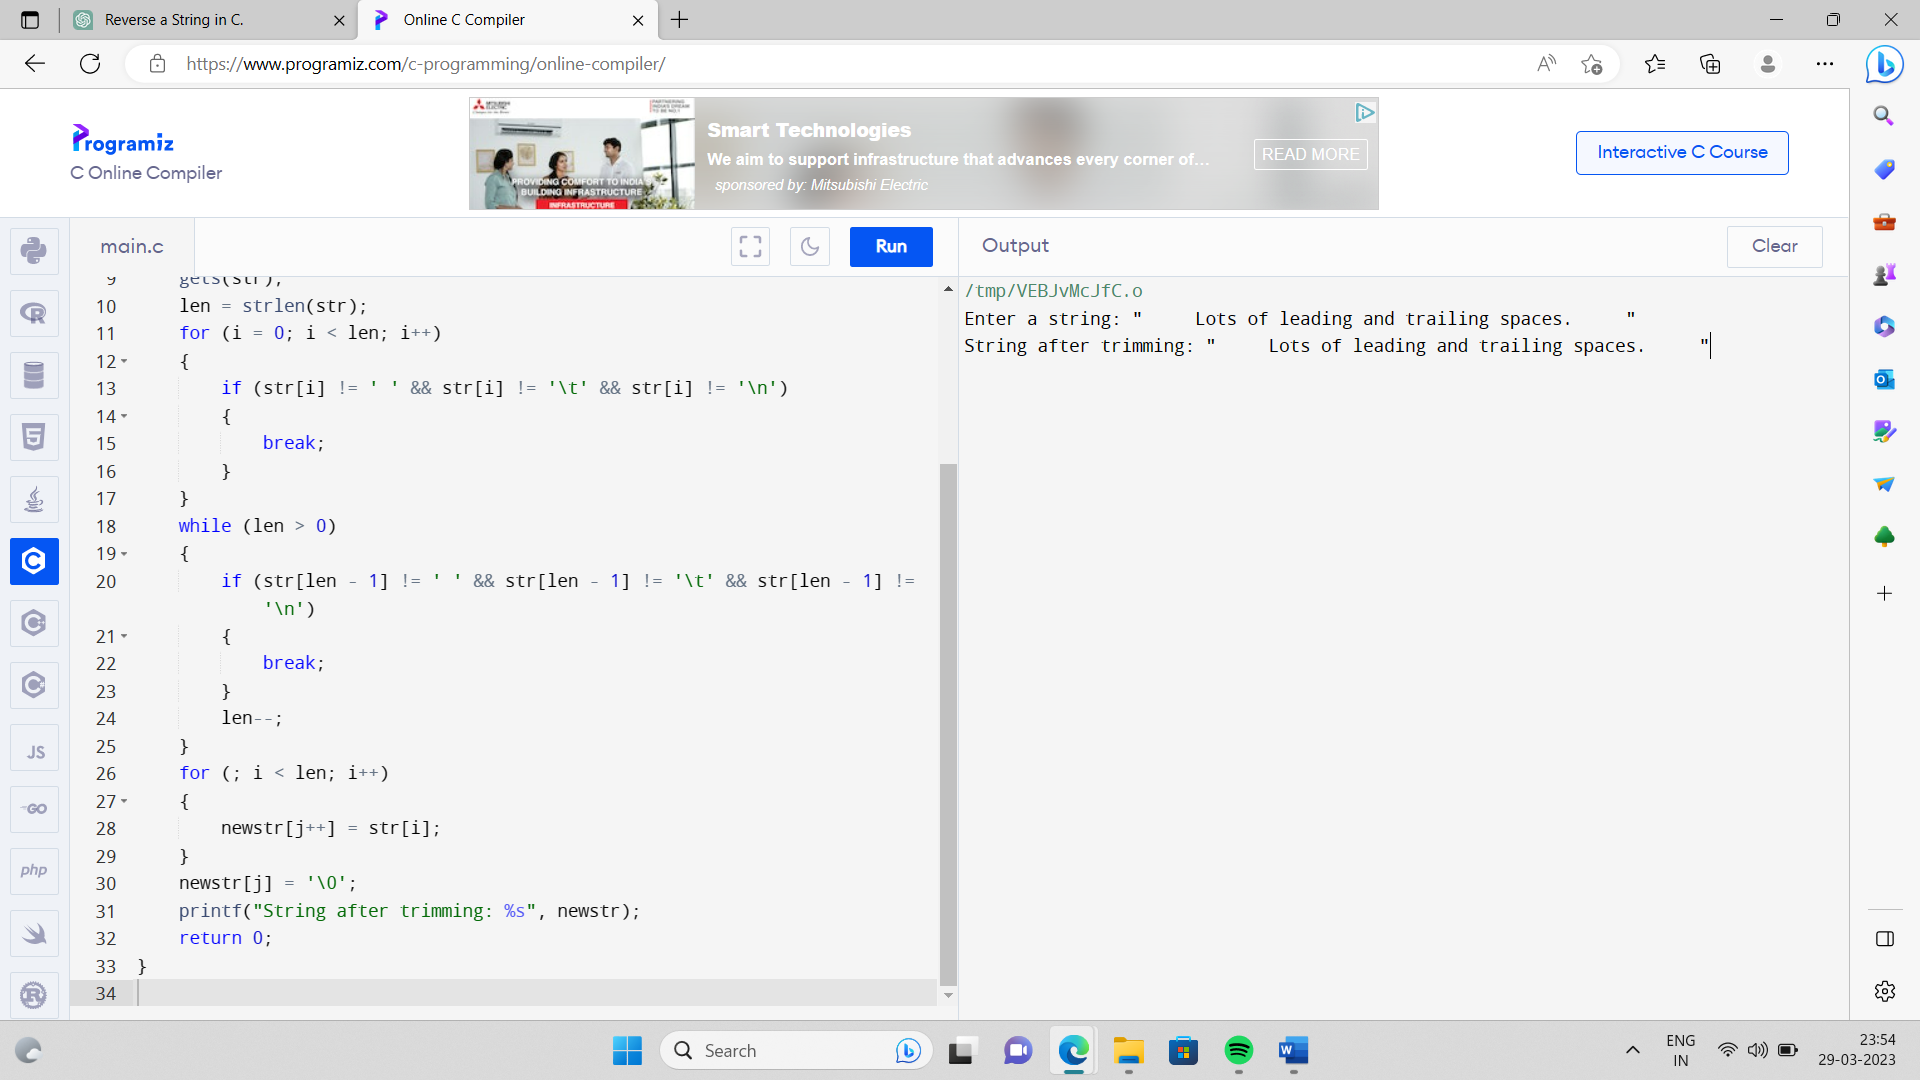 Reverse a String in C.
Online C Compiler
https://www.programiz.com/c-programming/online-compiler/
Programiz
C Online Compiler
MITSUBISHI ELECTRIC
PROVIDING COMFORT TO INDIA
BUILDING INFRASTRUCTURE
INFRASTRUCTURE
Smart Technologies
We aim to support infrastructure that advances every corner of...
sponsored by: Mitsubishi Electric
READ MORE
Interactive C Course
main.c
Run
Output
Clear
9 gets(str);
10 len = strlen(str);
11 for (i = 0; i < len; i++)
12 {
13 if (str[i] != ' ' && str[i] != '\t' && str[i] != '\n')
14 {
15 break;
16 }
17 }
18 while (len > 0)
19 {
20 if (str[len - 1] != ' ' && str[len - 1] != '\t' && str[len - 1] !=
'\n')
21 {
22 break;
23 }
24 len--;
25 }
26 for (; i < len; i++)
27 {
28 newstr[j++] = str[i];
29 }
30 newstr[j] = '\0';
31 printf("String after trimming: %s", newstr);
32 return 0;
33 }
34
/tmp/VEBJvMcJfC.o
Enter a string: "     Lots of leading and trailing spaces.     "
String after trimming: "     Lots of leading and trailing spaces.     "
JS
GO
php
Search
ENG
IN
23:54
29-03-2023